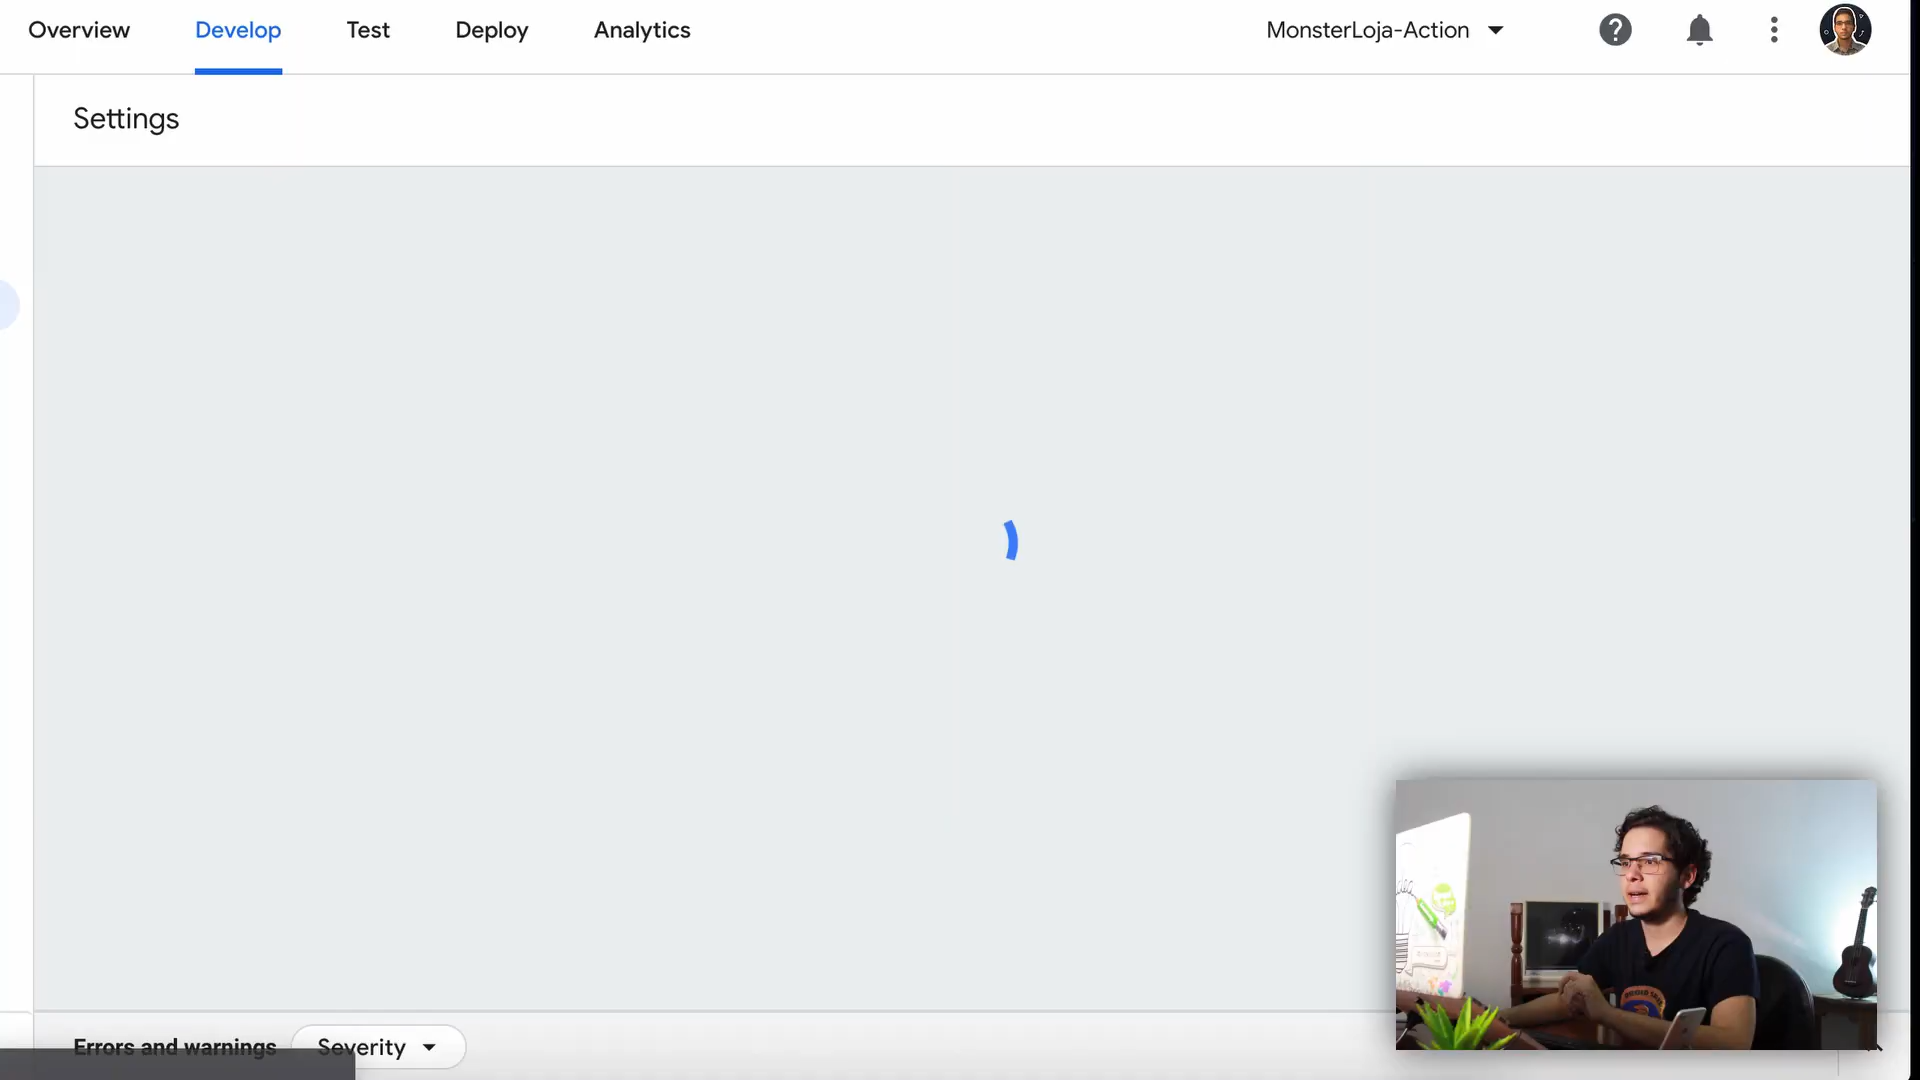 Overview Develop Test Deploy Analytics MonsterLoja-Action
Settings
Errors and warnings Severity